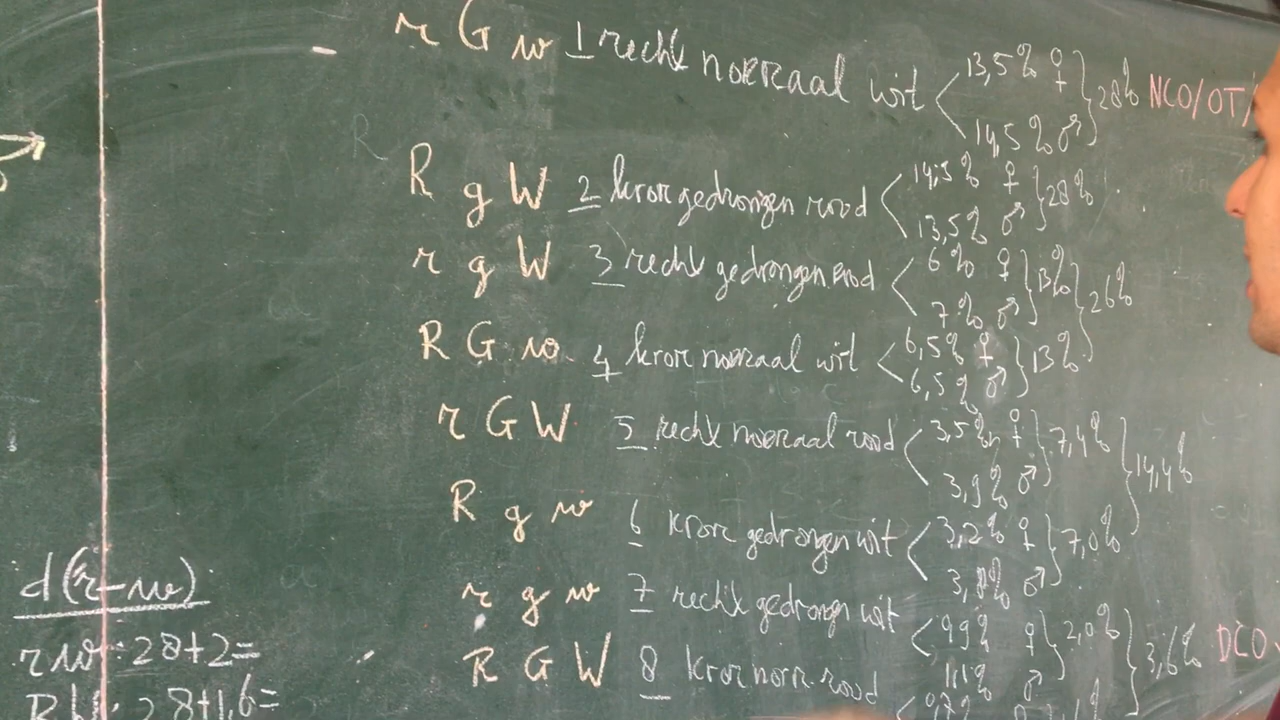 r G w 1 recht normaal wit 13,5% ♀ 28% NCO/OT/
14,5% ♂
R
R g W 2 krom gedrongen rood 14,5% ♀ 28%
13,5% ♂
r g W 3 recht gedrongen rood 6% ♀ 13% 26%
7% ♂
R G w 4 krom normaal wit 6,5% ♀ 13%
6,5% ♂
r G W 5 recht normaal rood 3,5% ♀ 7,4% 14,4%
3,9% ♂
R g w 6 krom gedrongen wit 3,2% ♀ 7,0%
3,8% ♂
r g w 7 recht gedrongen wit ♀ 2,0% 3,6% DCO
1,1% ♂
R G W 8 krom norm rood
d(r-w)
rw: 28+2=
28+1,6=